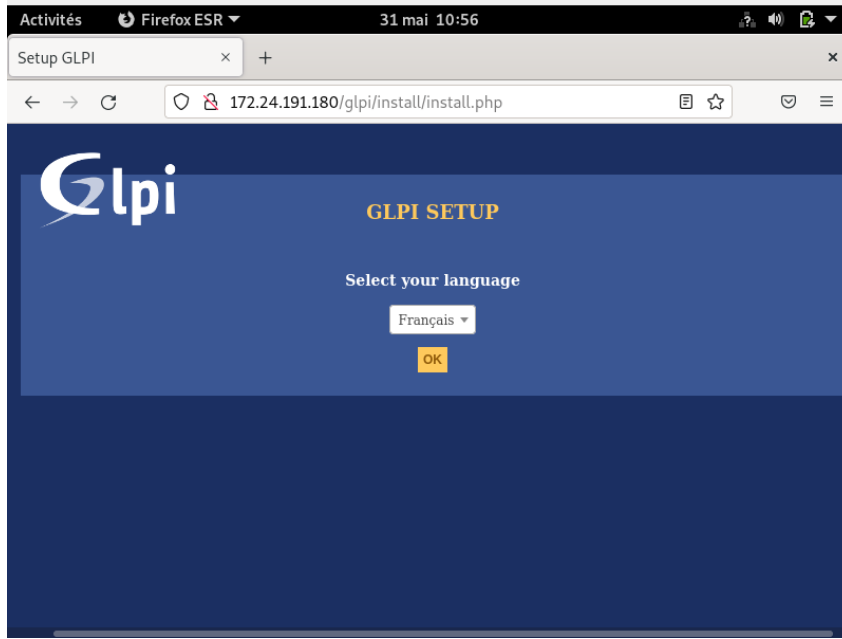 Activités Firefox ESR 31 mai 10:56
Setup GLPI
172.24.191.180/glpi/install/install.php
Glpi
GLPI SETUP
Select your language
Français
OK